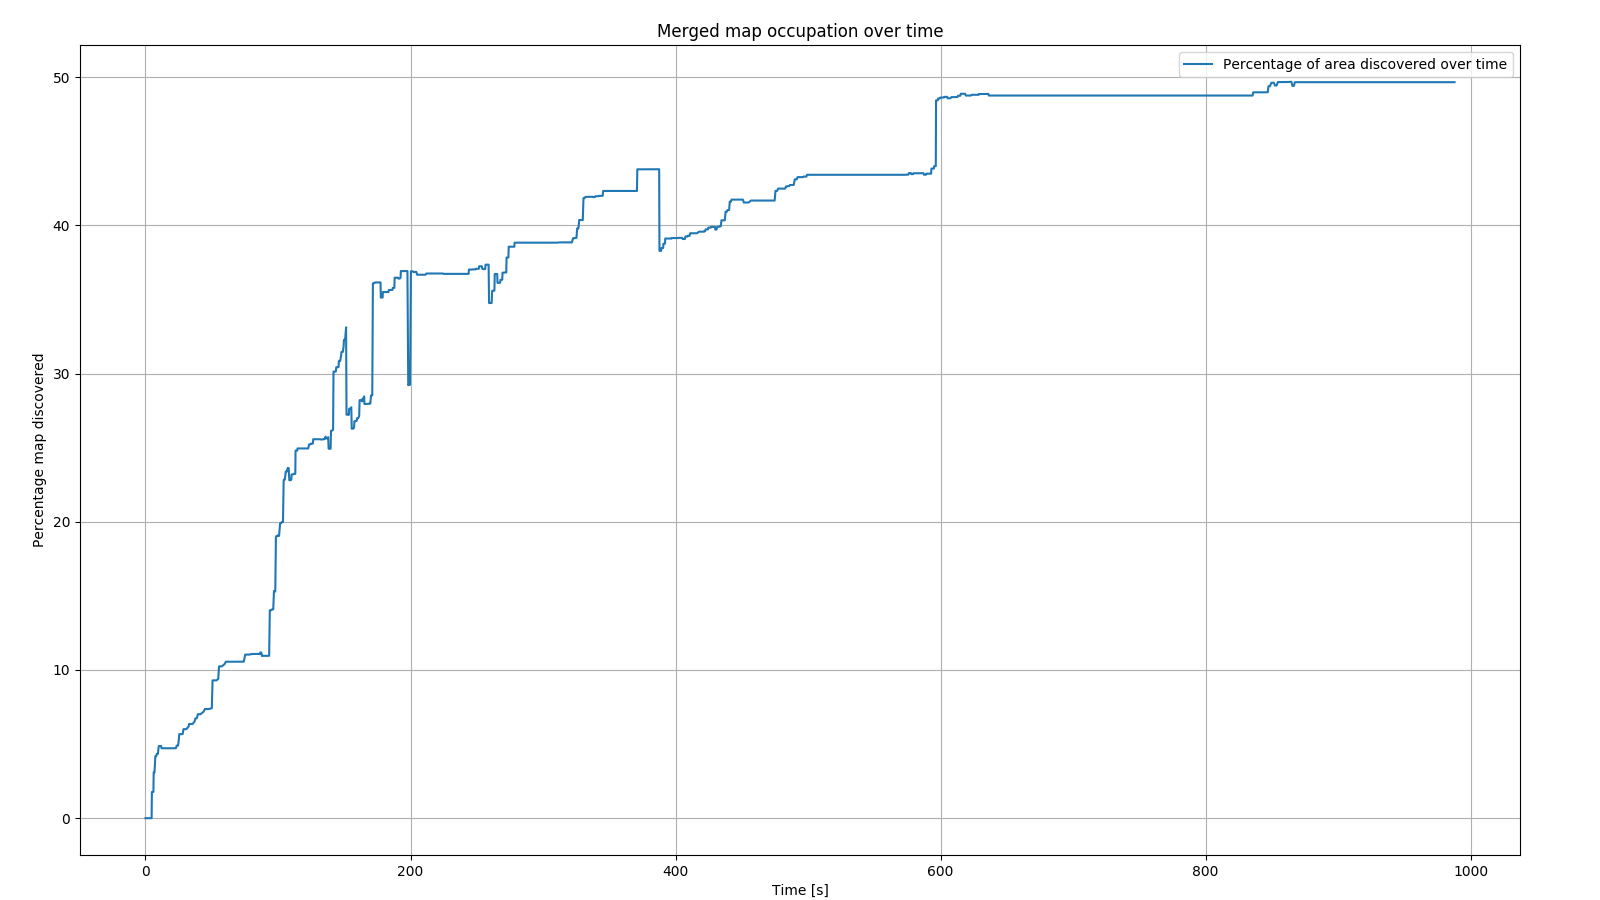 Merged map occupation over time
Percentage of area discovered over time
50
40
30
20
10
0
Percentage map discovered
0 200 400 600 800 1000
Time [s]